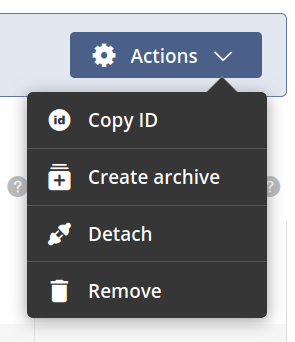 Actions
id Copy ID
Create archive
? ?
Detach
Remove